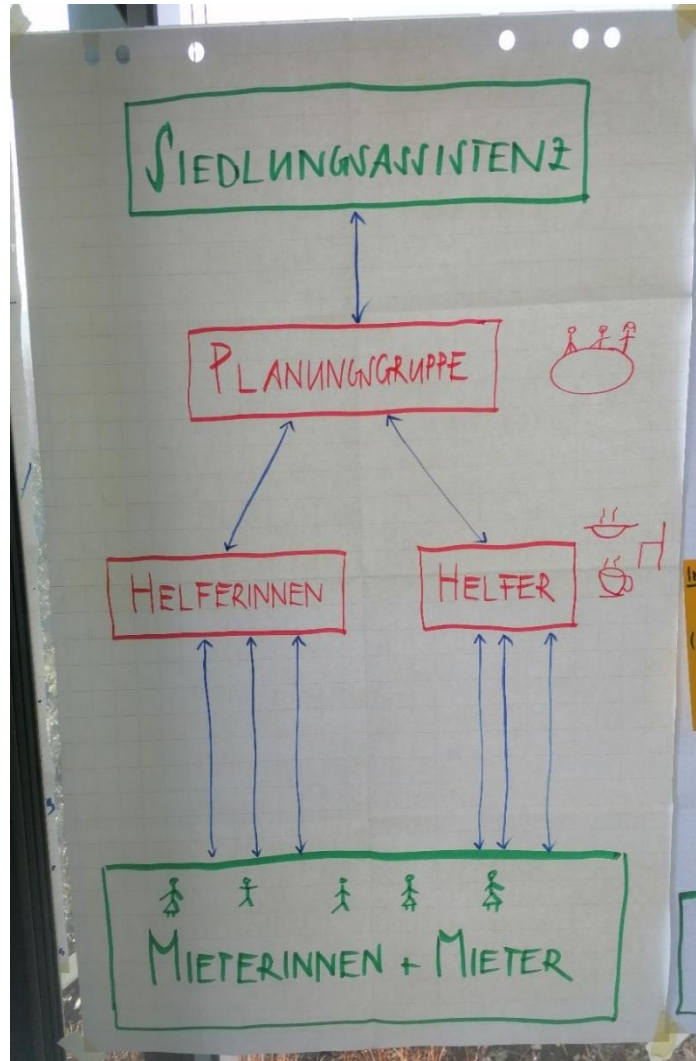 SIEDLUNGSASSISTENZ
PLANUNGSGRUPPE
HELFERINNEN
HELFER
MIETERINNEN + MIETER